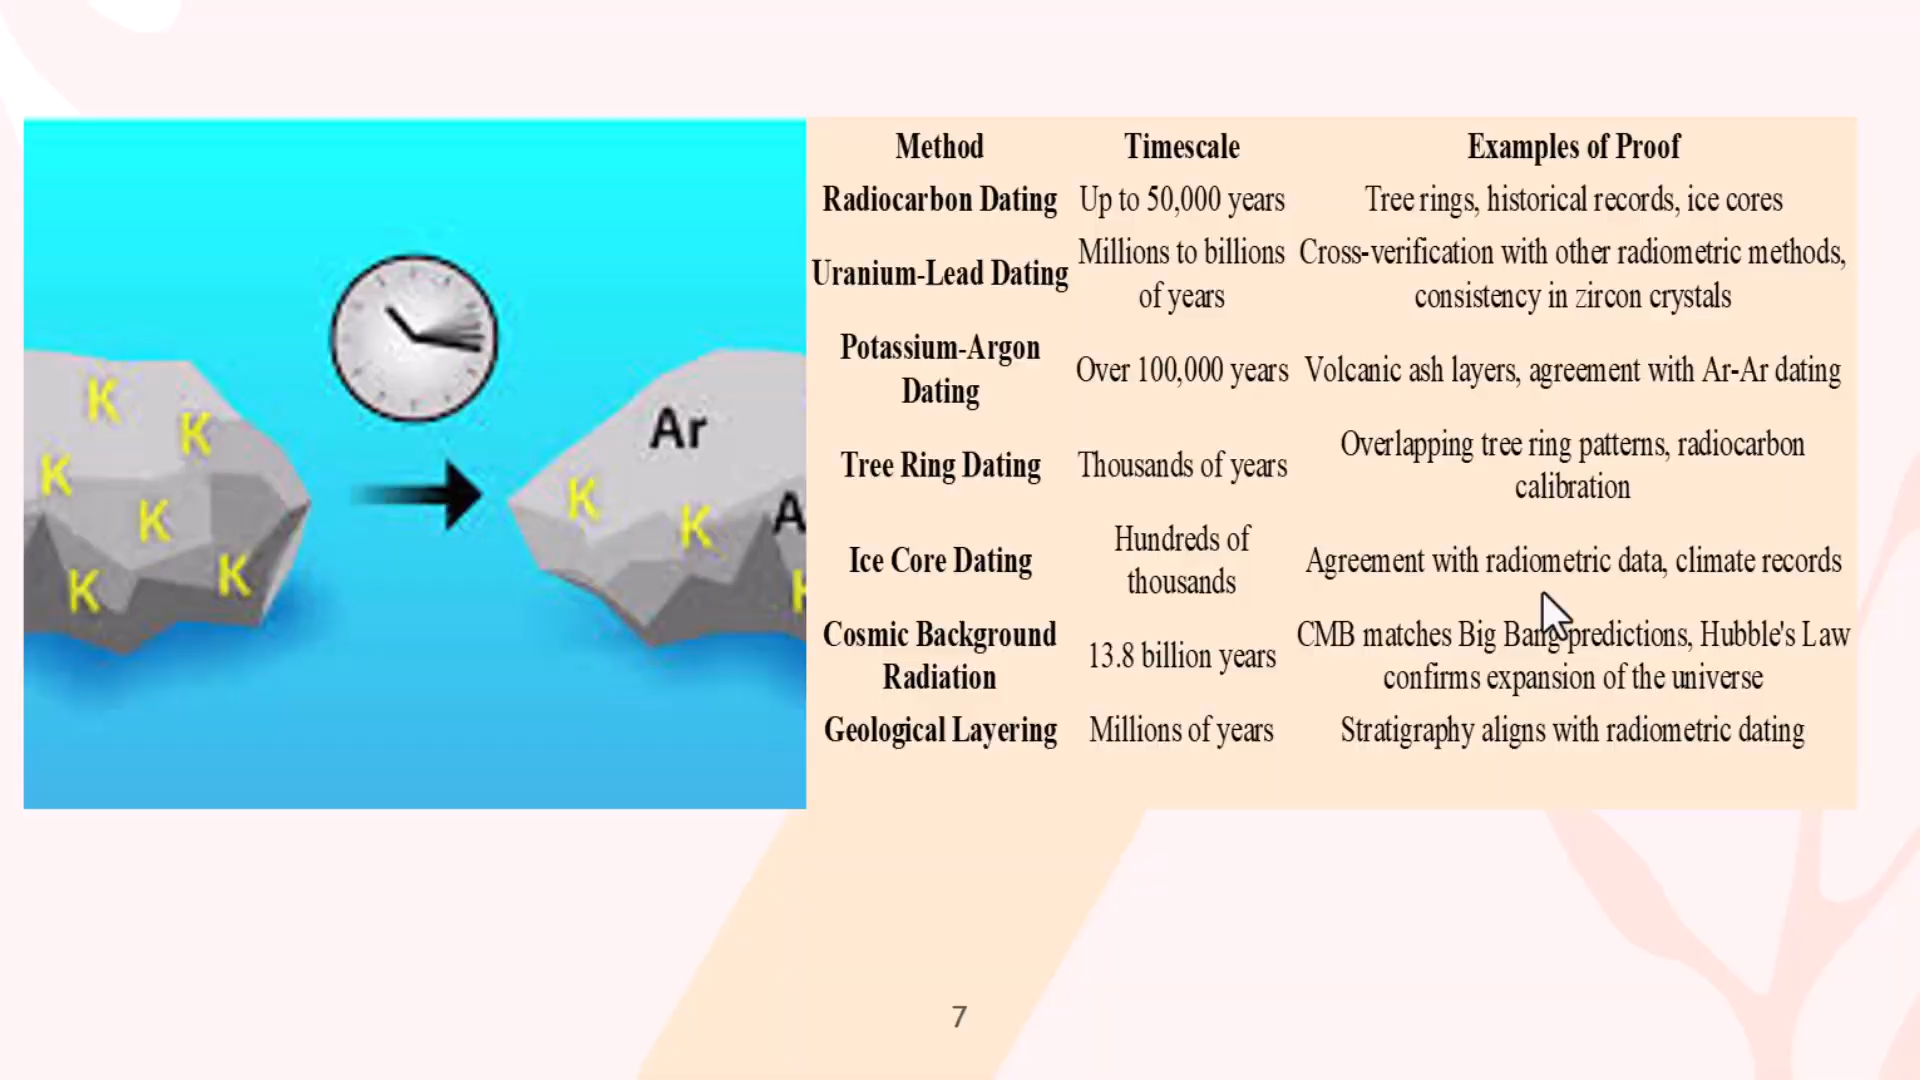 K
K
K
K
K
K
Ar
K
K
A
K
Method Timescale Examples of Proof
Radiocarbon Dating Up to 50,000 years Tree rings, historical records, ice cores
Uranium-Lead Dating Millions to billions of years Cross-verification with other radiometric methods, consistency in zircon crystals
Potassium-Argon Dating Over 100,000 years Volcanic ash layers, agreement with Ar-Ar dating
Tree Ring Dating Thousands of years Overlapping tree ring patterns, radiocarbon calibration
Ice Core Dating Hundreds of thousands Agreement with radiometric data, climate records
Cosmic Background Radiation 13.8 billion years CMB matches Big Bang predictions, Hubble's Law confirms expansion of the universe
Geological Layering Millions of years Stratigraphy aligns with radiometric dating
7